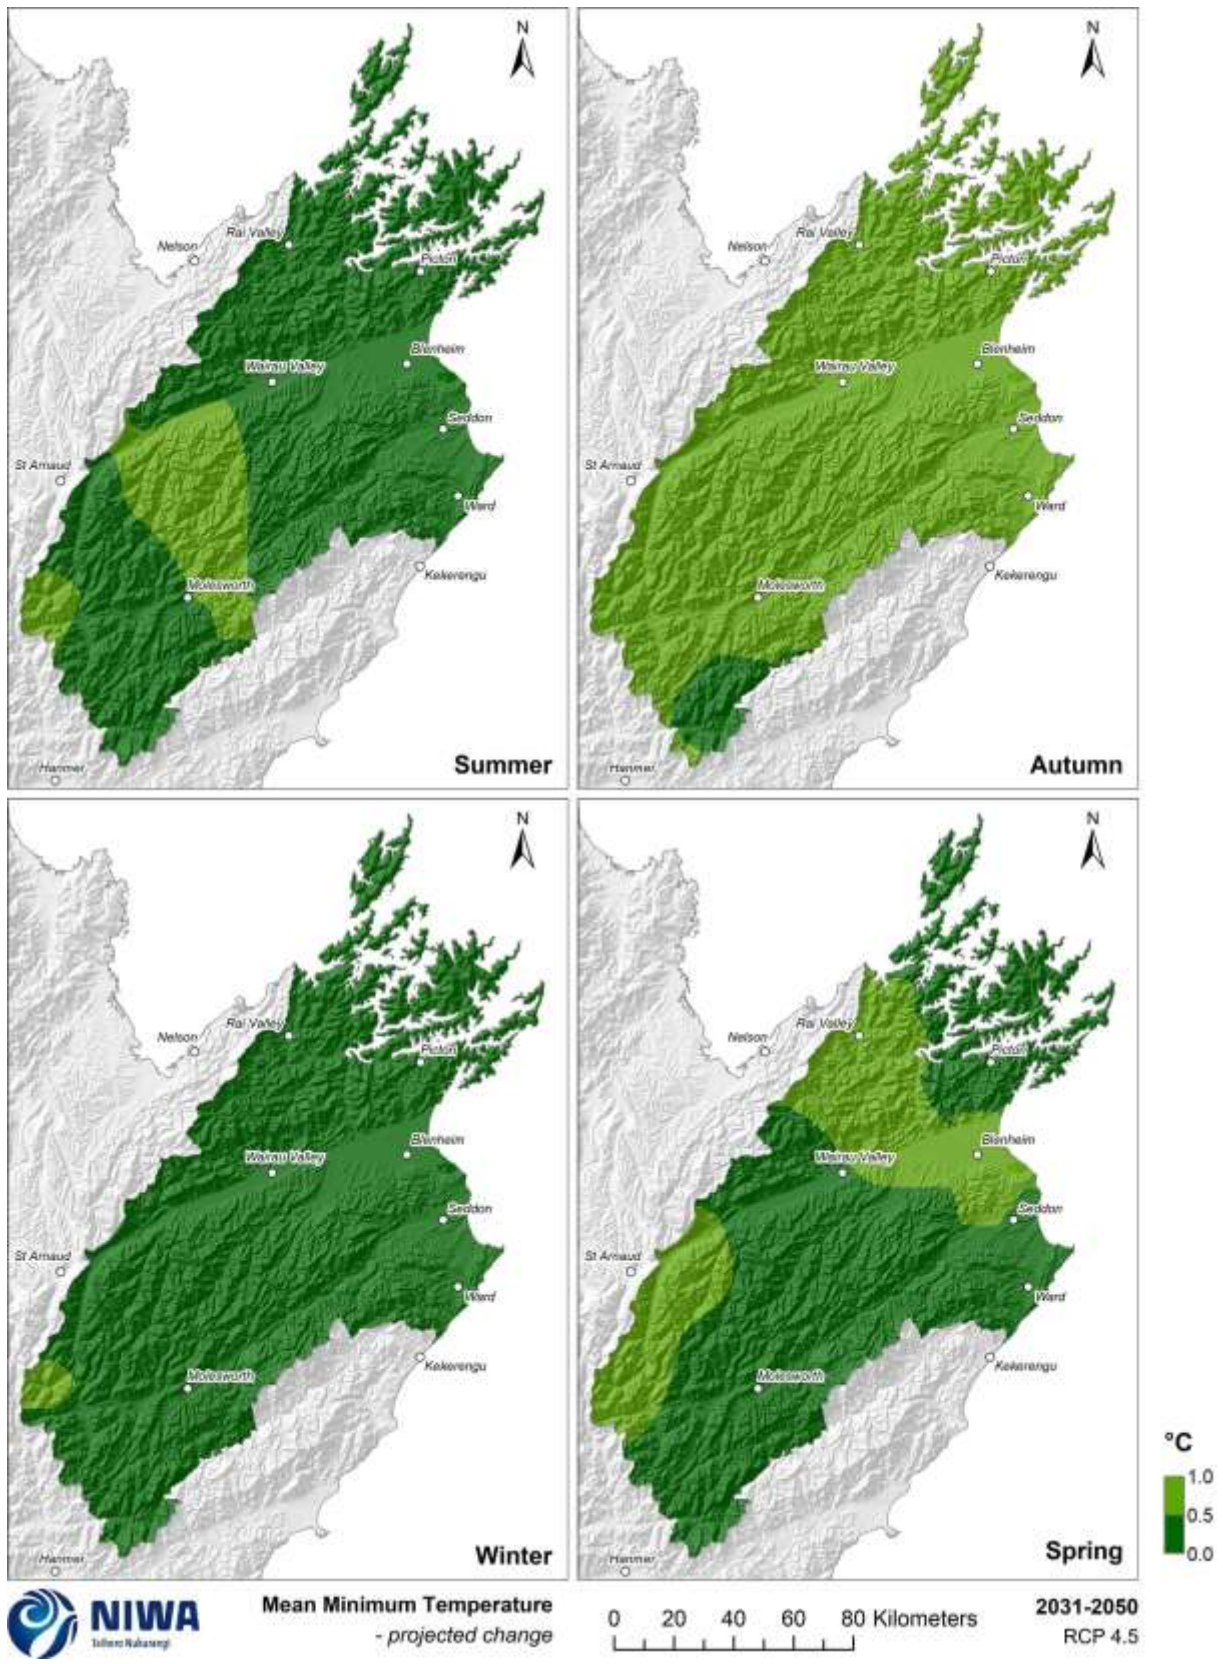 N
Nelson
Rai Valley
Picton
Blenheim
Wairau Valley
Seddon
St Arnaud
Ward
Molesworth
Kekerengu
Hanmer
Summer
N
Nelson
Rai Valley
Picton
Blenheim
Wairau Valley
Seddon
St Arnaud
Ward
Molesworth
Kekerengu
Hanmer
Autumn
N
Nelson
Rai Valley
Picton
Blenheim
Wairau Valley
Seddon
St Arnaud
Ward
Molesworth
Kekerengu
Hanmer
Winter
N
Nelson
Rai Valley
Picton
Blenheim
Wairau Valley
Seddon
St Arnaud
Ward
Molesworth
Kekerengu
Hanmer
Spring
°C
1.0
0.5
0.0
NIWA
Taihoro Nukurangi
Mean Minimum Temperature
- projected change
0 20 40 60 80 Kilometers
2031-2050
RCP 4.5